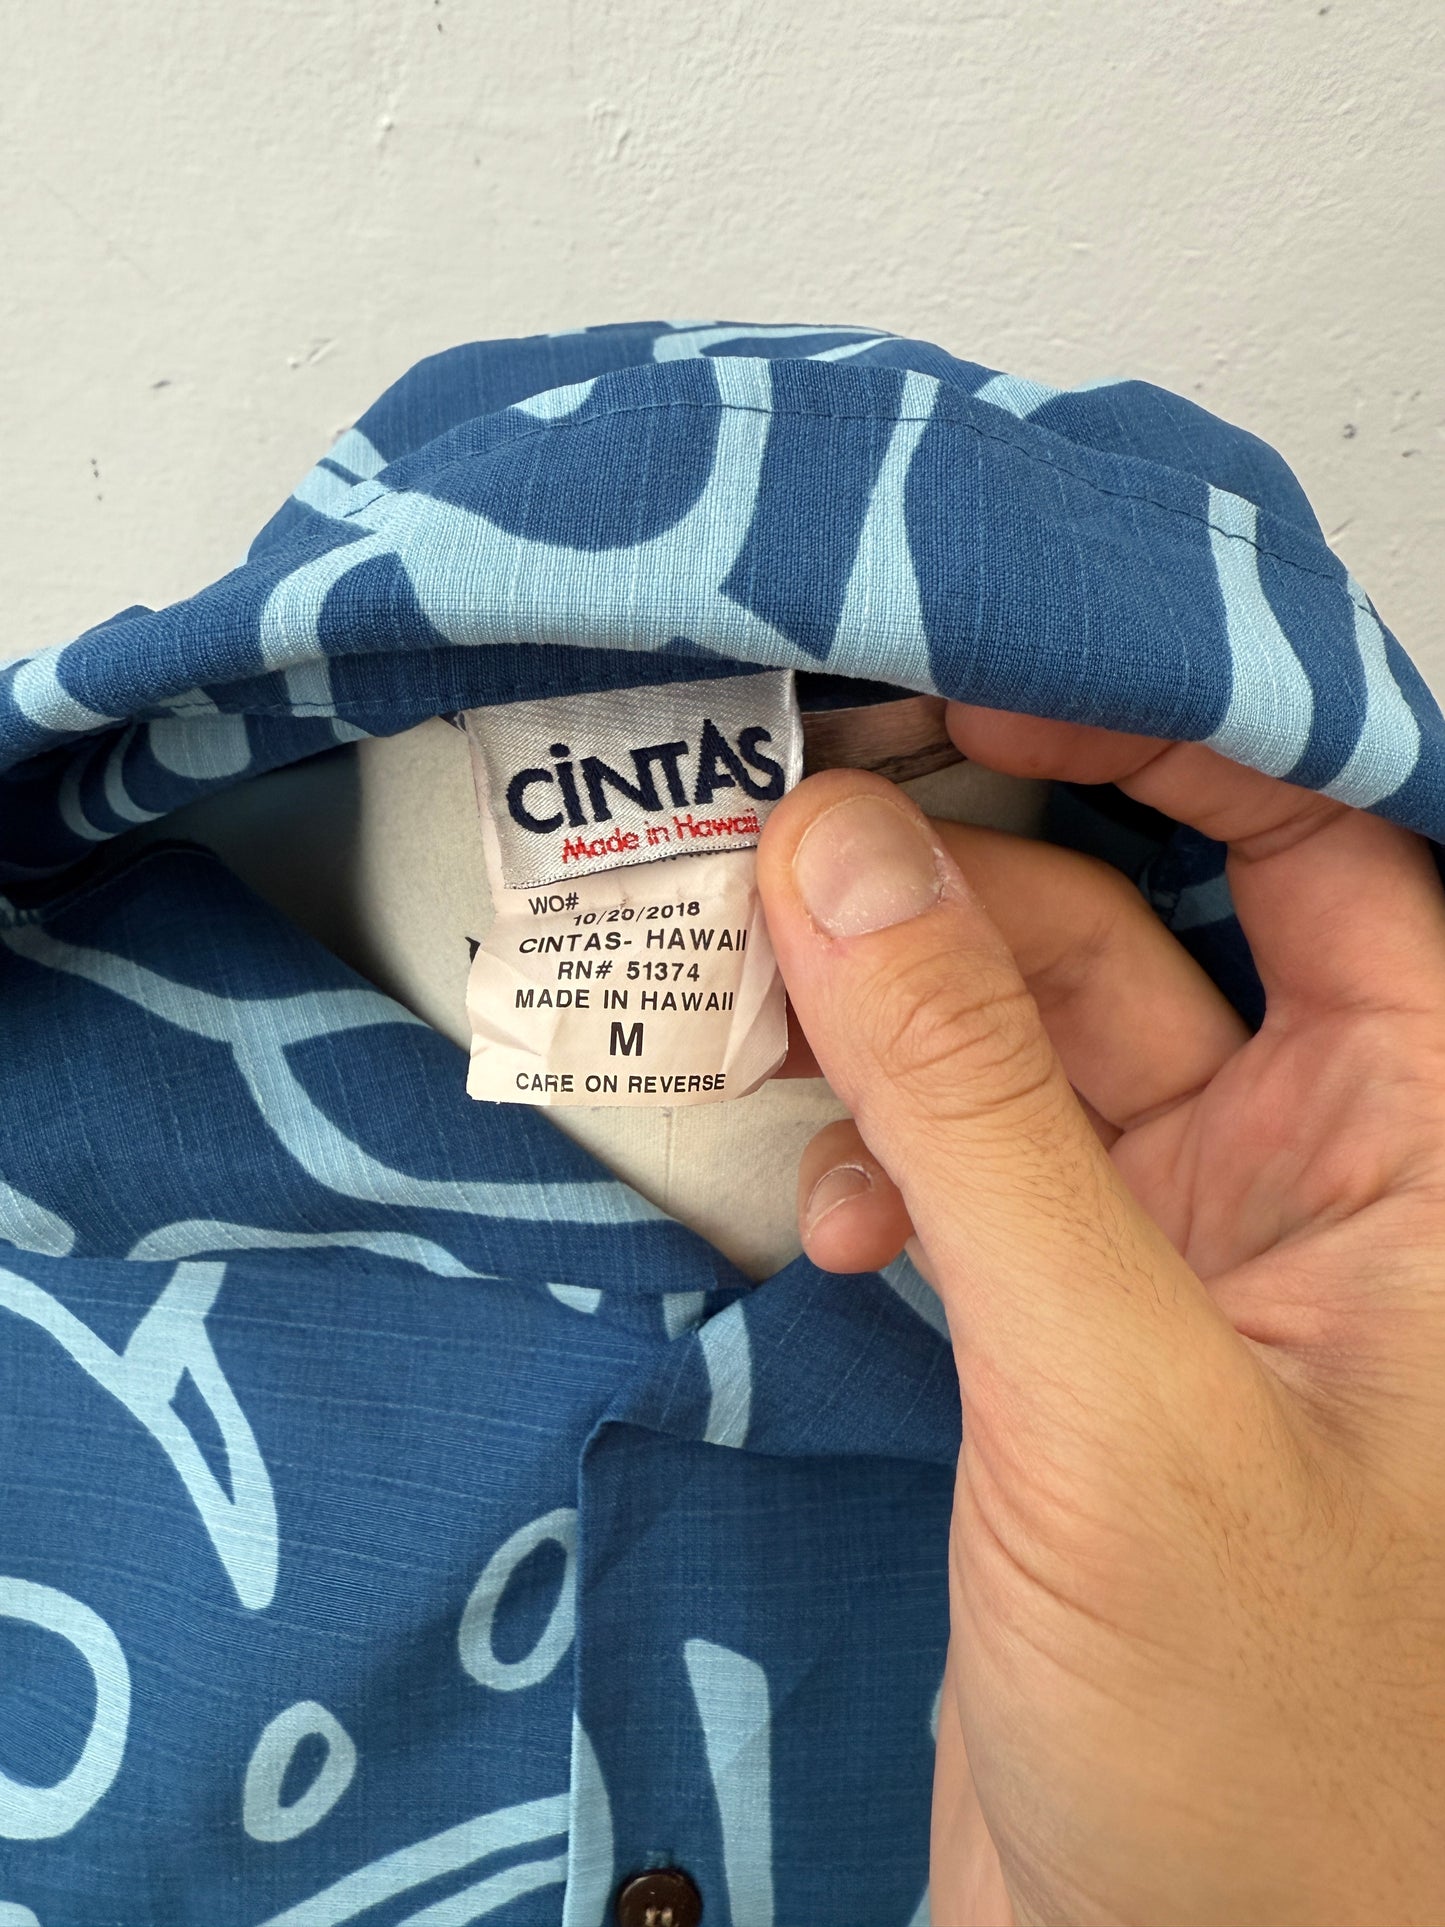 CiNTAS
Made in Hawaii
WO#
10/20/2018
CINTAS- HAWAII
RN# 51374
MADE IN HAWAII
M
CARE ON REVERSE